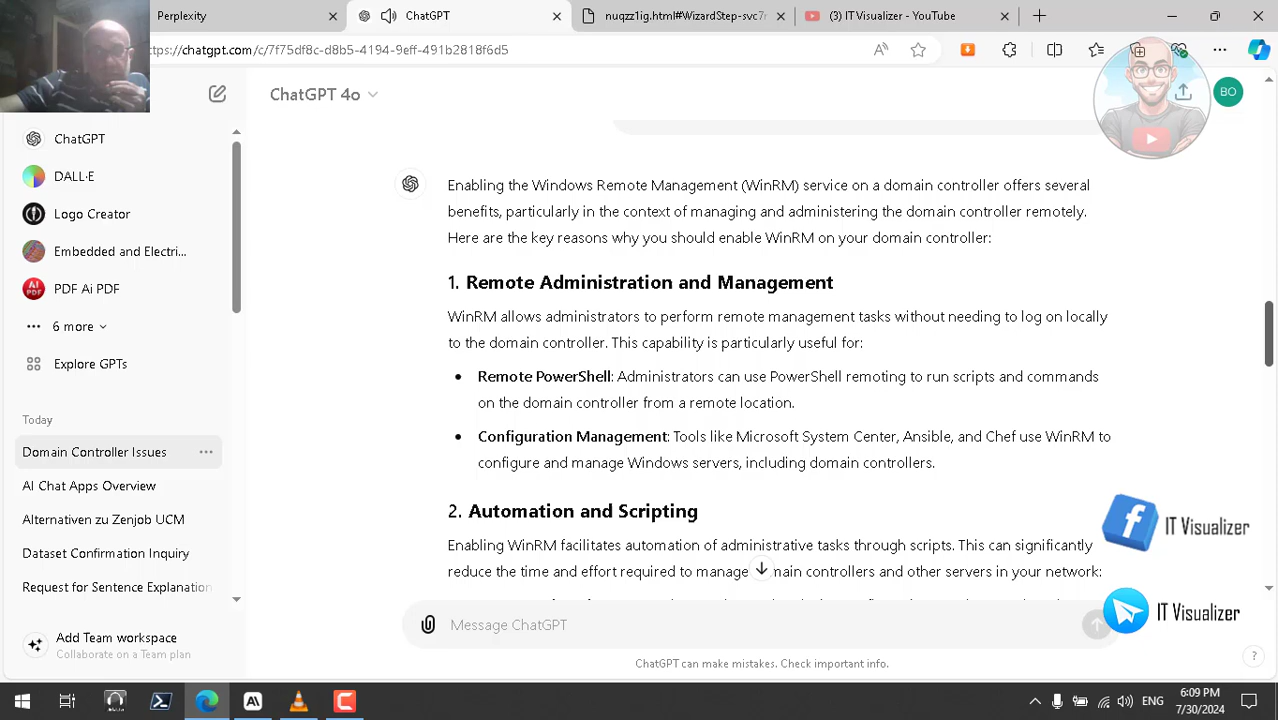 Perplexity
ChatGPT
nuqzz1ig.html#WizardStep-svc7
(3) IT Visualizer - YouTube
ttps://chatgpt.com/c/7f75df8c-d8b5-4194-9eff-491b2818f6d5
ChatGPT 4o
BO
ChatGPT
DALL·E
Logo Creator
Embedded and Electri...
PDF Ai PDF
6 more
Explore GPTs
Today
Domain Controller Issues
AI Chat Apps Overview
Alternativen zu Zenjob UCM
Dataset Confirmation Inquiry
Request for Sentence Explanation
Add Team workspace
Collaborate on a Team plan
Enabling the Windows Remote Management (WinRM) service on a domain controller offers several
benefits, particularly in the context of managing and administering the domain controller remotely.
Here are the key reasons why you should enable WinRM on your domain controller:
1. Remote Administration and Management
WinRM allows administrators to perform remote management tasks without needing to log on locally
to the domain controller. This capability is particularly useful for:
Remote PowerShell: Administrators can use PowerShell remoting to run scripts and commands
on the domain controller from a remote location.
Configuration Management: Tools like Microsoft System Center, Ansible, and Chef use WinRM to
configure and manage Windows servers, including domain controllers.
2. Automation and Scripting
Enabling WinRM facilitates automation of administrative tasks through scripts. This can significantly
reduce the time and effort required to manage main controllers and other servers in your network:
Message ChatGPT
ChatGPT can make mistakes. Check important info.
?
IT Visualizer
IT Visualizer
ENG
6:09 PM
7/30/2024